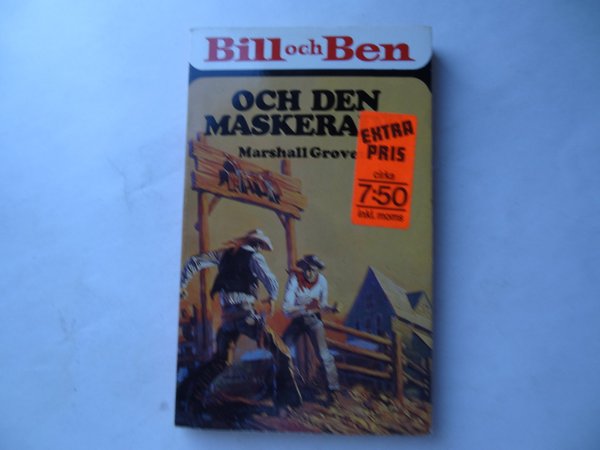 Bill och Ben
OCH DEN
MASKERA
Marshall Grove
EXTRA
PRIS
cirka
7:50
inkl. moms